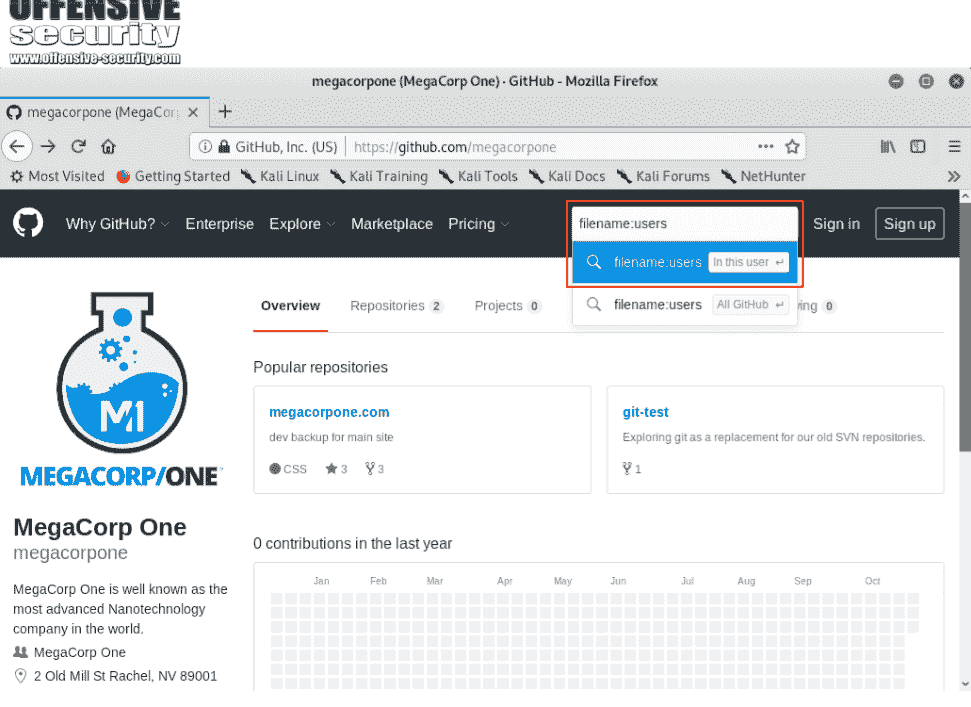 OFFENSIVE
security
www.offensive-security.com
megacorpone (MegaCorp One) · GitHub - Mozilla Firefox
megacorpone (MegaCorp
GitHub, Inc. (US) https://github.com/megacorpone
Most Visited Getting Started Kali Linux Kali Training Kali Tools Kali Docs Kali Forums NetHunter
Why GitHub? Enterprise Explore Marketplace Pricing filename:users Sign in Sign up
filename:users In this user ↵
filename:users All GitHub ↵
Overview Repositories 2 Projects 0 0
Popular repositories
megacorpone.com
dev backup for main site
CSS 3 3
git-test
Exploring git as a replacement for our old SVN repositories.
1
M1
MEGACORP/ONE
MegaCorp One
megacorpone
MegaCorp One is well known as the
most advanced Nanotechnology
company in the world.
MegaCorp One
2 Old Mill St Rachel, NV 89001
0 contributions in the last year
Jan Feb Mar Apr May Jun Jul Aug Sep Oct